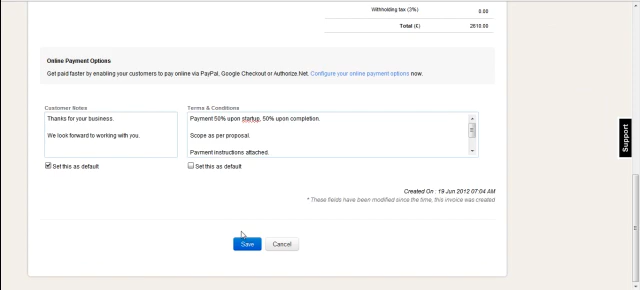 Withholding tax (3%) 0.00
Total (£) 2610.00
Online Payment Options
Get paid faster by enabling your customers to pay online via PayPal, Google Checkout or Authorize.Net. Configure your online payment options now.
Customer Notes
Terms & Conditions
Thanks for your business.
We look forward to working with you.
Payment 50% upon startup, 50% upon completion.
Scope as per proposal.
Payment instructions attached.
Set this as default
Set this as default
Created On : 19 Jun 2012 07:04 AM
* These fields have been modified since the time, this invoice was created
Save
Cancel
Support